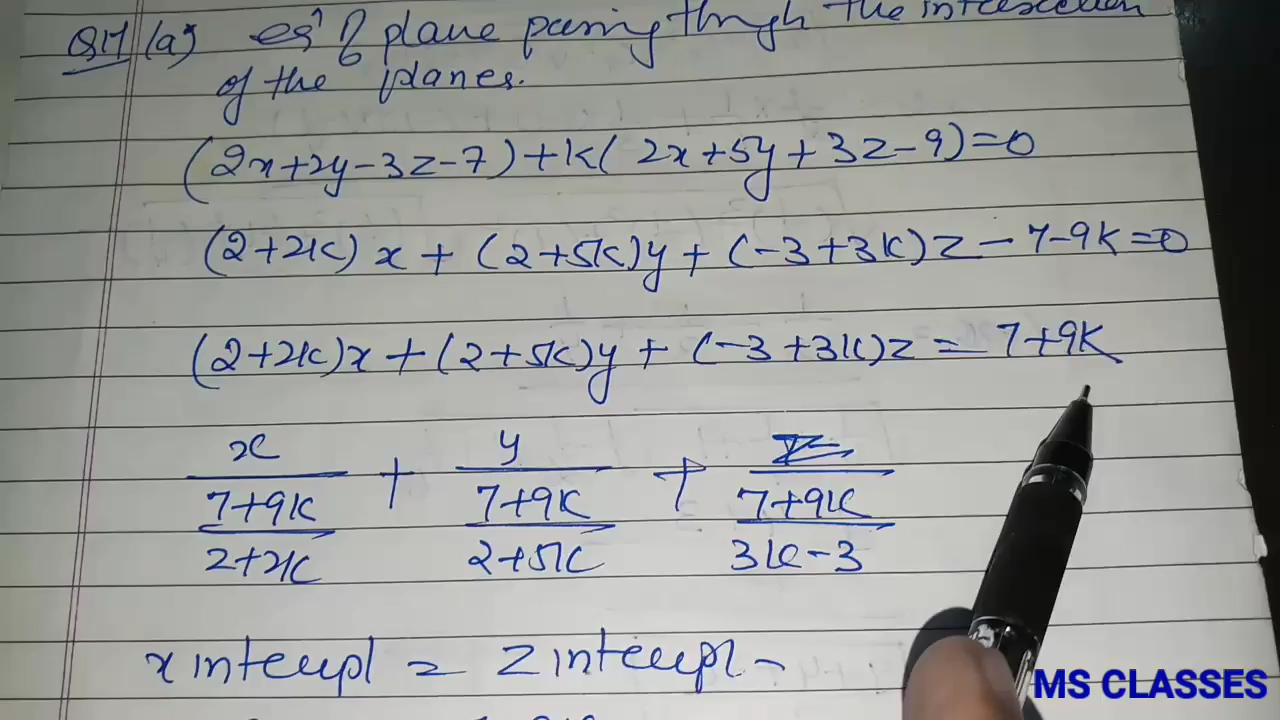 Q17 (a) eqn of plane passing through the intersection
of the planes.
(2x+2y-3z-7)+k(2x+5y+3z-9)=0
(2+2k)x+(2+5k)y+(-3+3k)z-7-9k=0
(2+2k)x+(2+5k)y+(-3+3k)z=7+9k
x + y + z
7+9k 7+9k 7+9k
2+2k 2+5k 3k-3
x intercept = z intercept
MS CLASSES